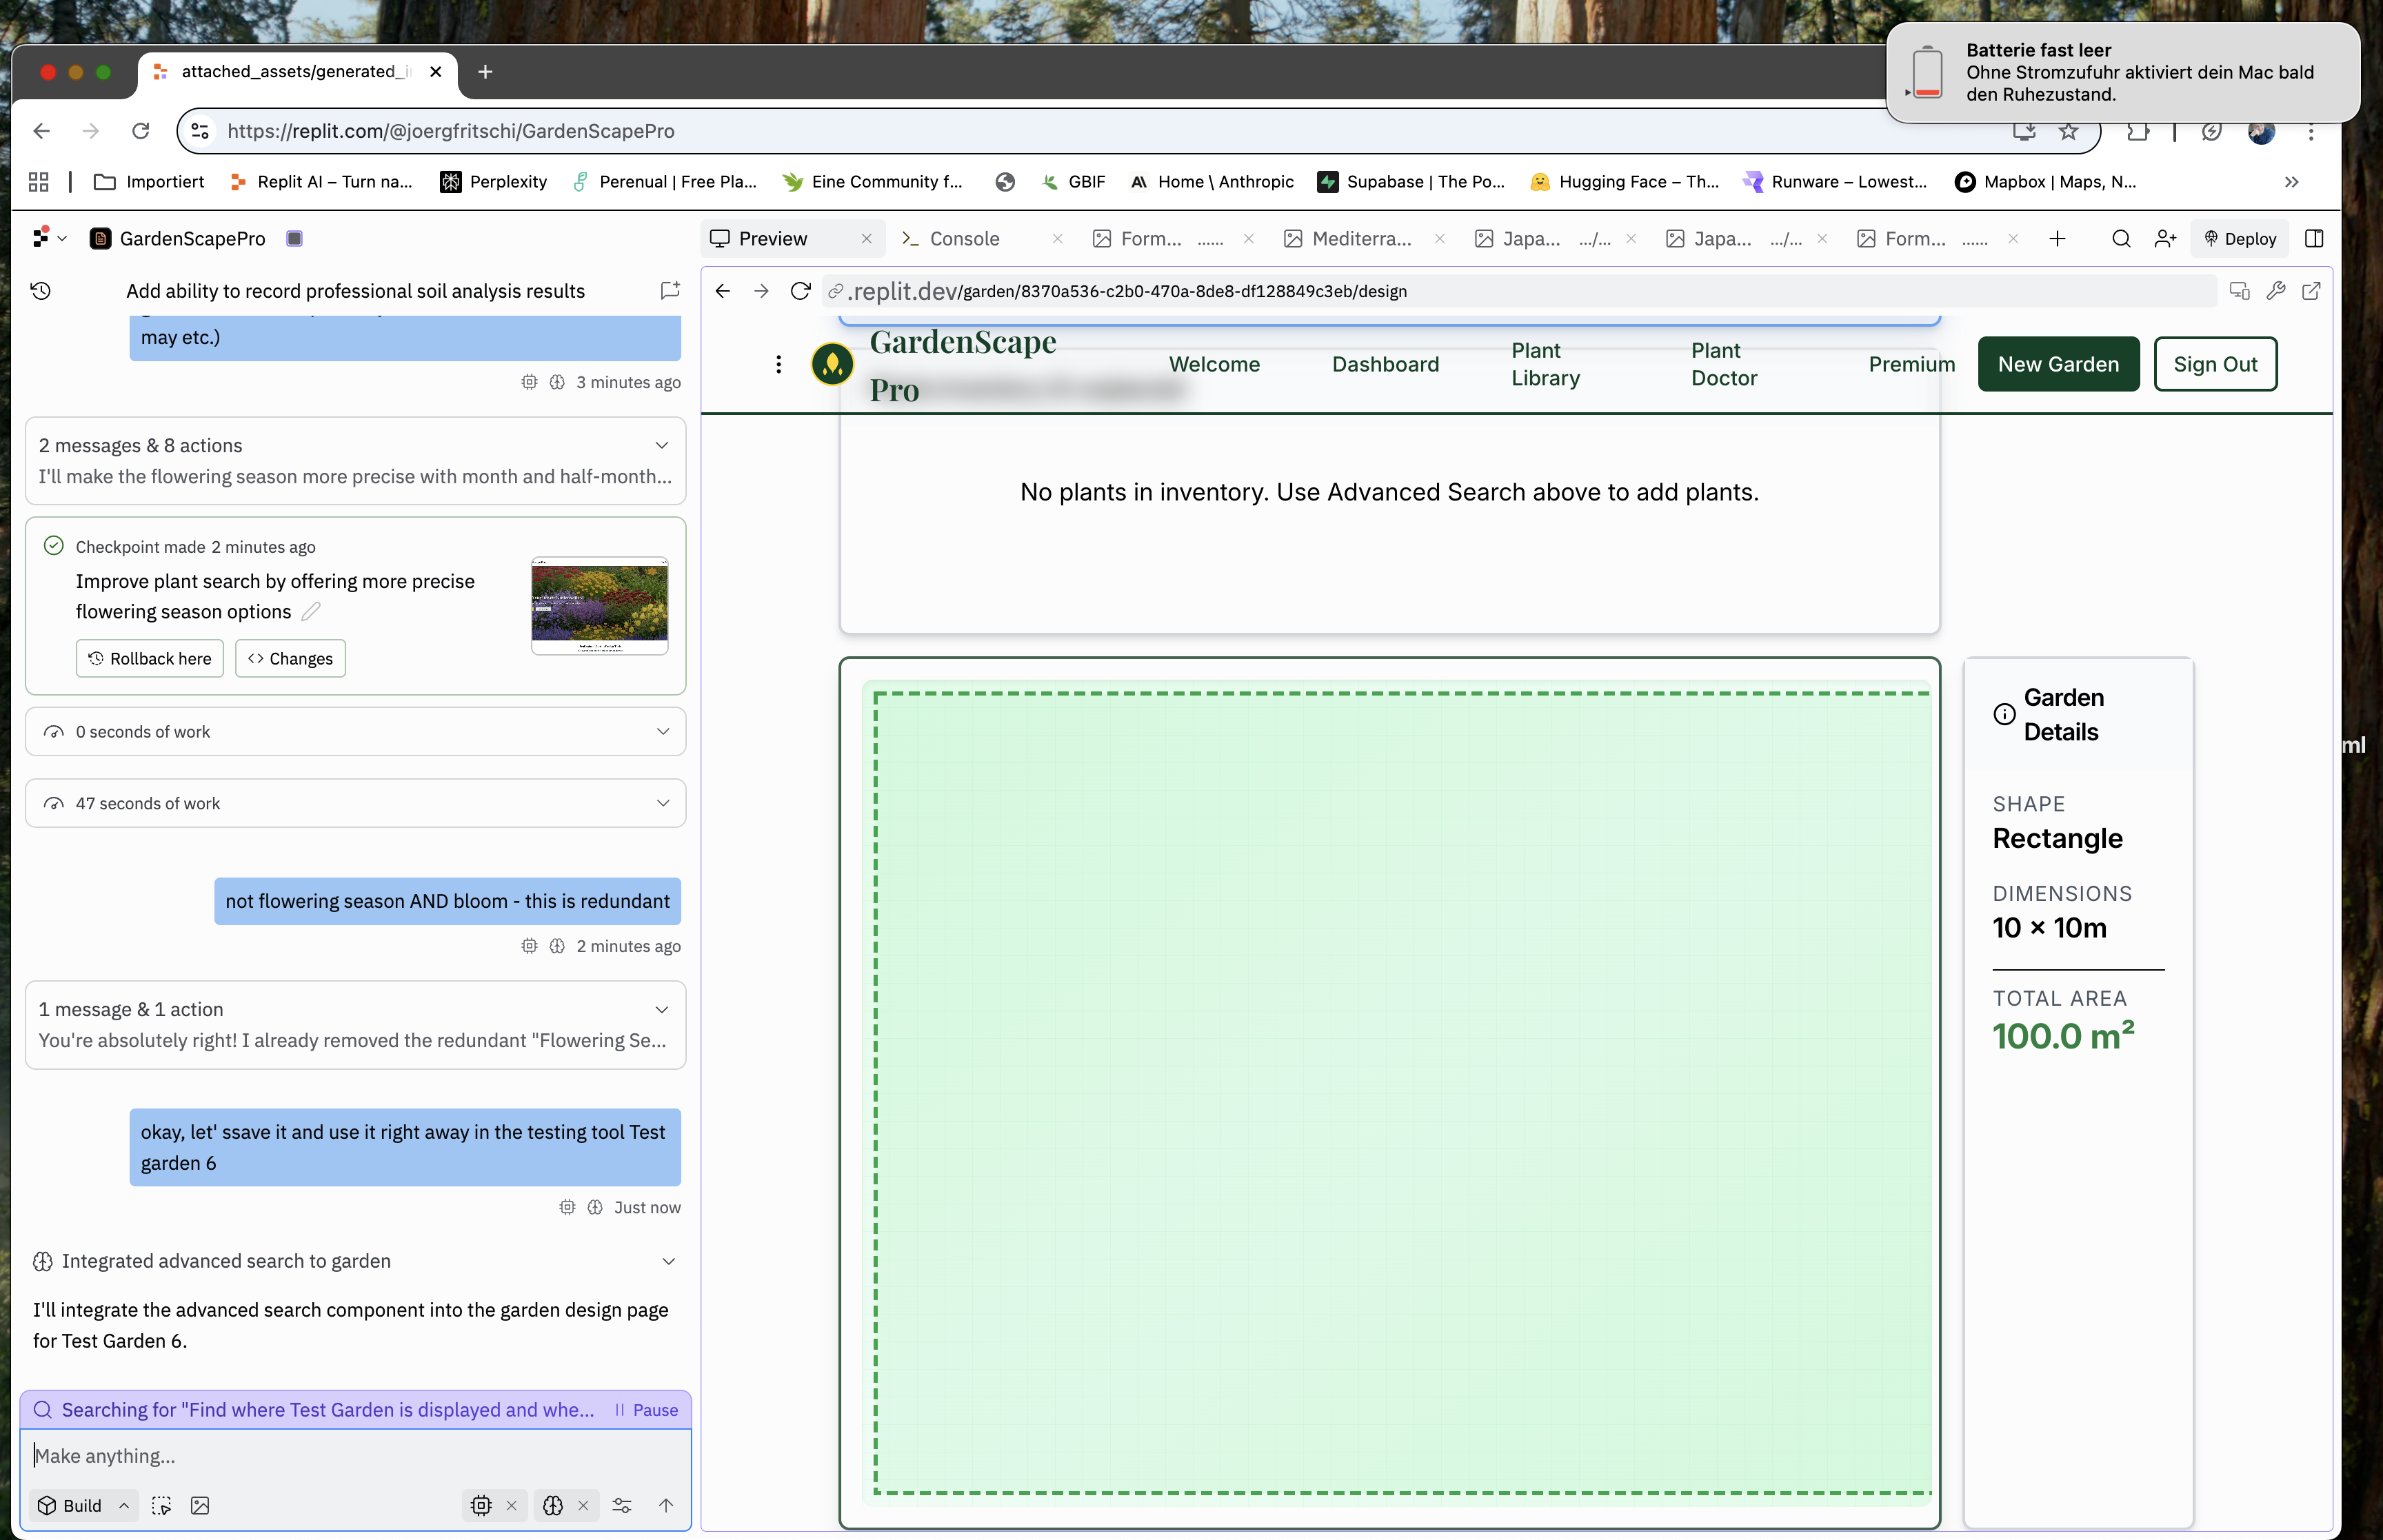 Batterie fast leer
Ohne Stromzufuhr aktiviert dein Mac bald
den Ruhezustand.
attached_assets/generated_i
https://replit.com/@joergfritschi/GardenScapePro
Importiert
Replit AI – Turn na...
Perplexity
Perenual | Free Pla...
Eine Community f...
GBIF
Home \ Anthropic
Supabase | The Po...
Hugging Face – Th...
Runware – Lowest...
Mapbox | Maps, N...
GardenScapePro
Preview
Console
Form... ......
Mediterra...
Japa... .../...
Japa... .../...
Form... ......
Deploy
Add ability to record professional soil analysis results
may etc.)
3 minutes ago
2 messages & 8 actions
I'll make the flowering season more precise with month and half-month...
Checkpoint made 2 minutes ago
Improve plant search by offering more precise
flowering season options
Rollback here
Changes
0 seconds of work
47 seconds of work
not flowering season AND bloom - this is redundant
2 minutes ago
1 message & 1 action
You're absolutely right! I already removed the redundant "Flowering Se...
okay, let' ssave it and use it right away in the testing tool Test
garden 6
Just now
Integrated advanced search to garden
I'll integrate the advanced search component into the garden design page
for Test Garden 6.
Searching for "Find where Test Garden is displayed and whe...
Pause
Make anything...
Build
.replit.dev/garden/8370a536-c2b0-470a-8de8-df128849c3eb/design
GardenScape
Pro
Welcome
Dashboard
Plant
Library
Plant
Doctor
Premium
New Garden
Sign Out
No plants in inventory. Use Advanced Search above to add plants.
Garden
Details
SHAPE
Rectangle
DIMENSIONS
10 × 10m
TOTAL AREA
100.0 m²
ml